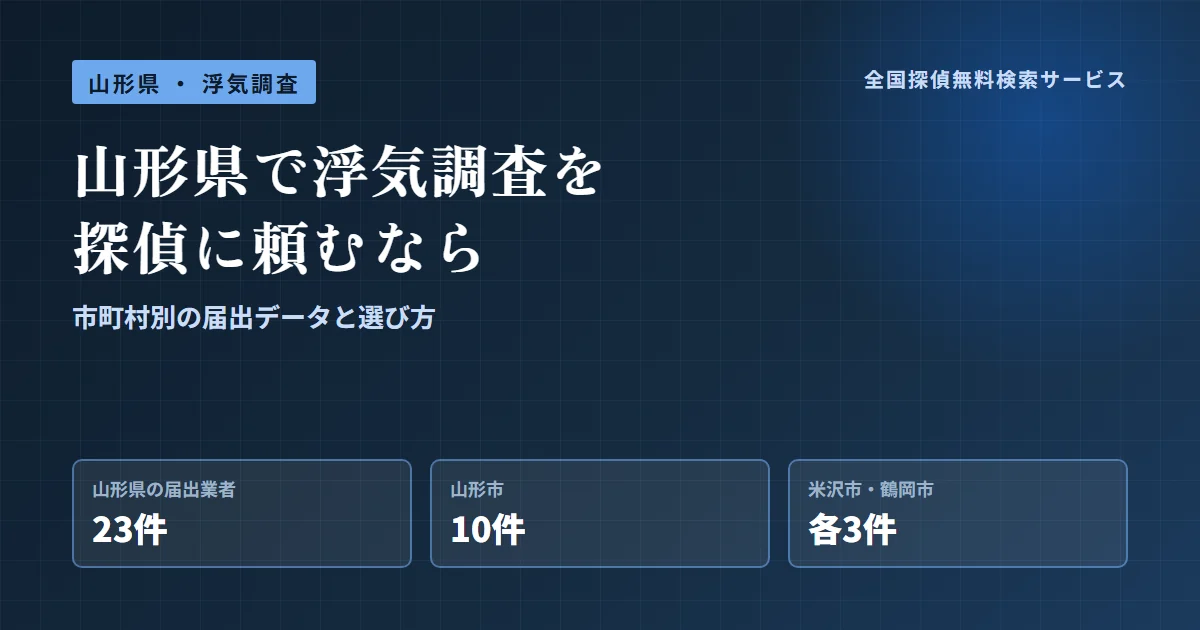 山形県 ・ 浮気調査
全国探偵無料検索サービス
山形県で浮気調査を
探偵に頼むなら
市町村別の届出データと選び方
山形県の届出業者
23件
山形市
10件
米沢市・鶴岡市
各3件